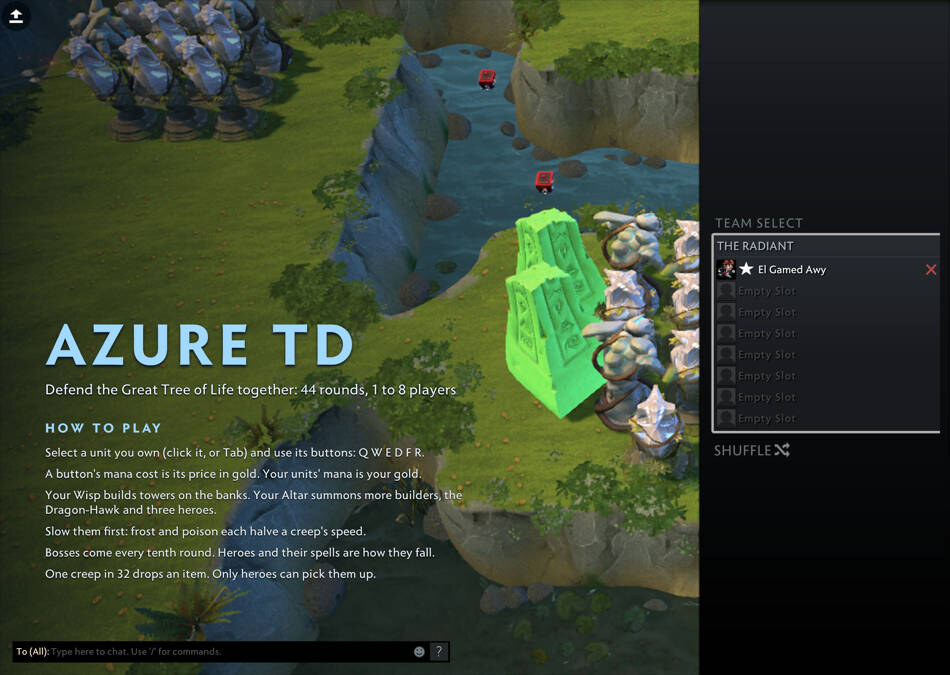 AZURE TD
Defend the Great Tree of Life together: 44 rounds, 1 to 8 players
HOW TO PLAY
Select a unit you own (click it, or Tab) and use its buttons: Q W E D F R.
A button's mana cost is its price in gold. Your units' mana is your gold.
Your Wisp builds towers on the banks. Your Altar summons more builders, the
Dragon-Hawk and three heroes.
Slow them first: frost and poison each halve a creep's speed.
Bosses come every tenth round. Heroes and their spells are how they fall.
One creep in 32 drops an item. Only heroes can pick them up.
To (All): Type here to chat. Use '/' for commands.
?
TEAM SELECT
THE RADIANT
El Gamed Awy
Empty Slot
Empty Slot
Empty Slot
Empty Slot
Empty Slot
Empty Slot
Empty Slot
SHUFFLE